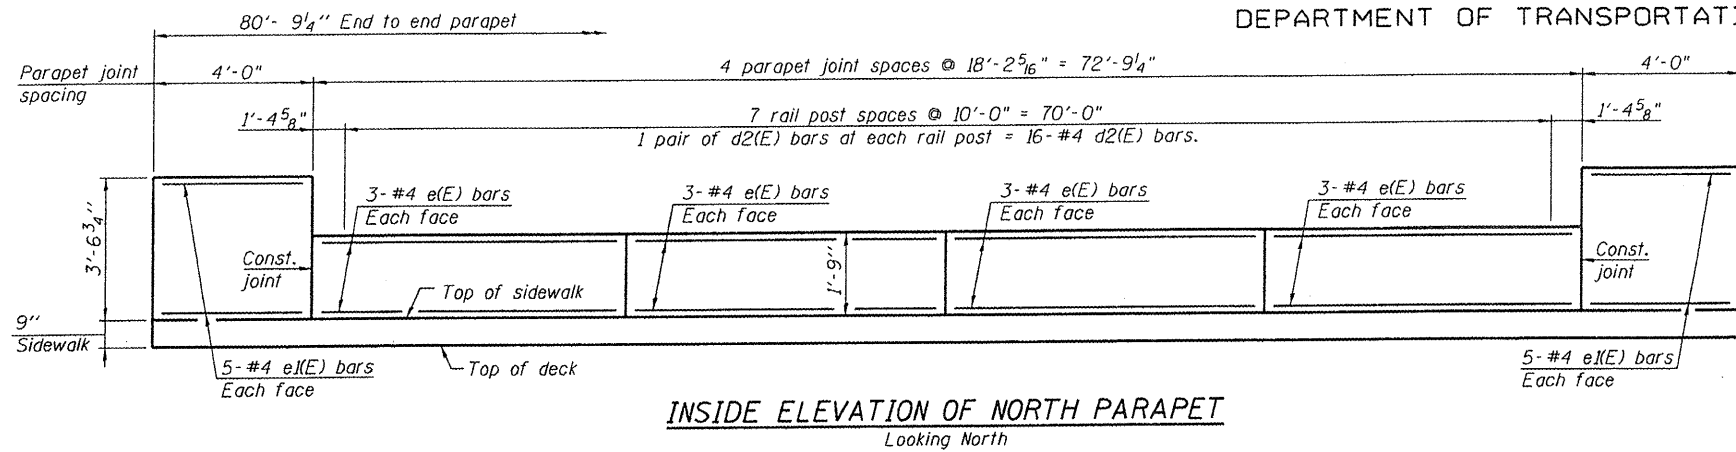 DEPARTMENT OF TRANSPORTATI
80'- 9¼" End to end parapet
Parapet joint spacing
4'-0"
4 parapet joint spaces @ 18'-2 5/16" = 72'-9¼"
4'-0"
1'-4⅝"
7 rail post spaces @ 10'-0" = 70'-0"
1'-4⅝"
1 pair of d2(E) bars at each rail post = 16-#4 d2(E) bars.
3'-6¾"
3-#4 e(E) bars
Each face
3-#4 e(E) bars
Each face
3-#4 e(E) bars
Each face
3-#4 e(E) bars
Each face
Const.
joint
1'-9"
Const.
joint
Top of sidewalk
9"
Sidewalk
5-#4 e1(E) bars
Each face
Top of deck
5-#4 e1(E) bars
Each face
INSIDE ELEVATION OF NORTH PARAPET
Looking North